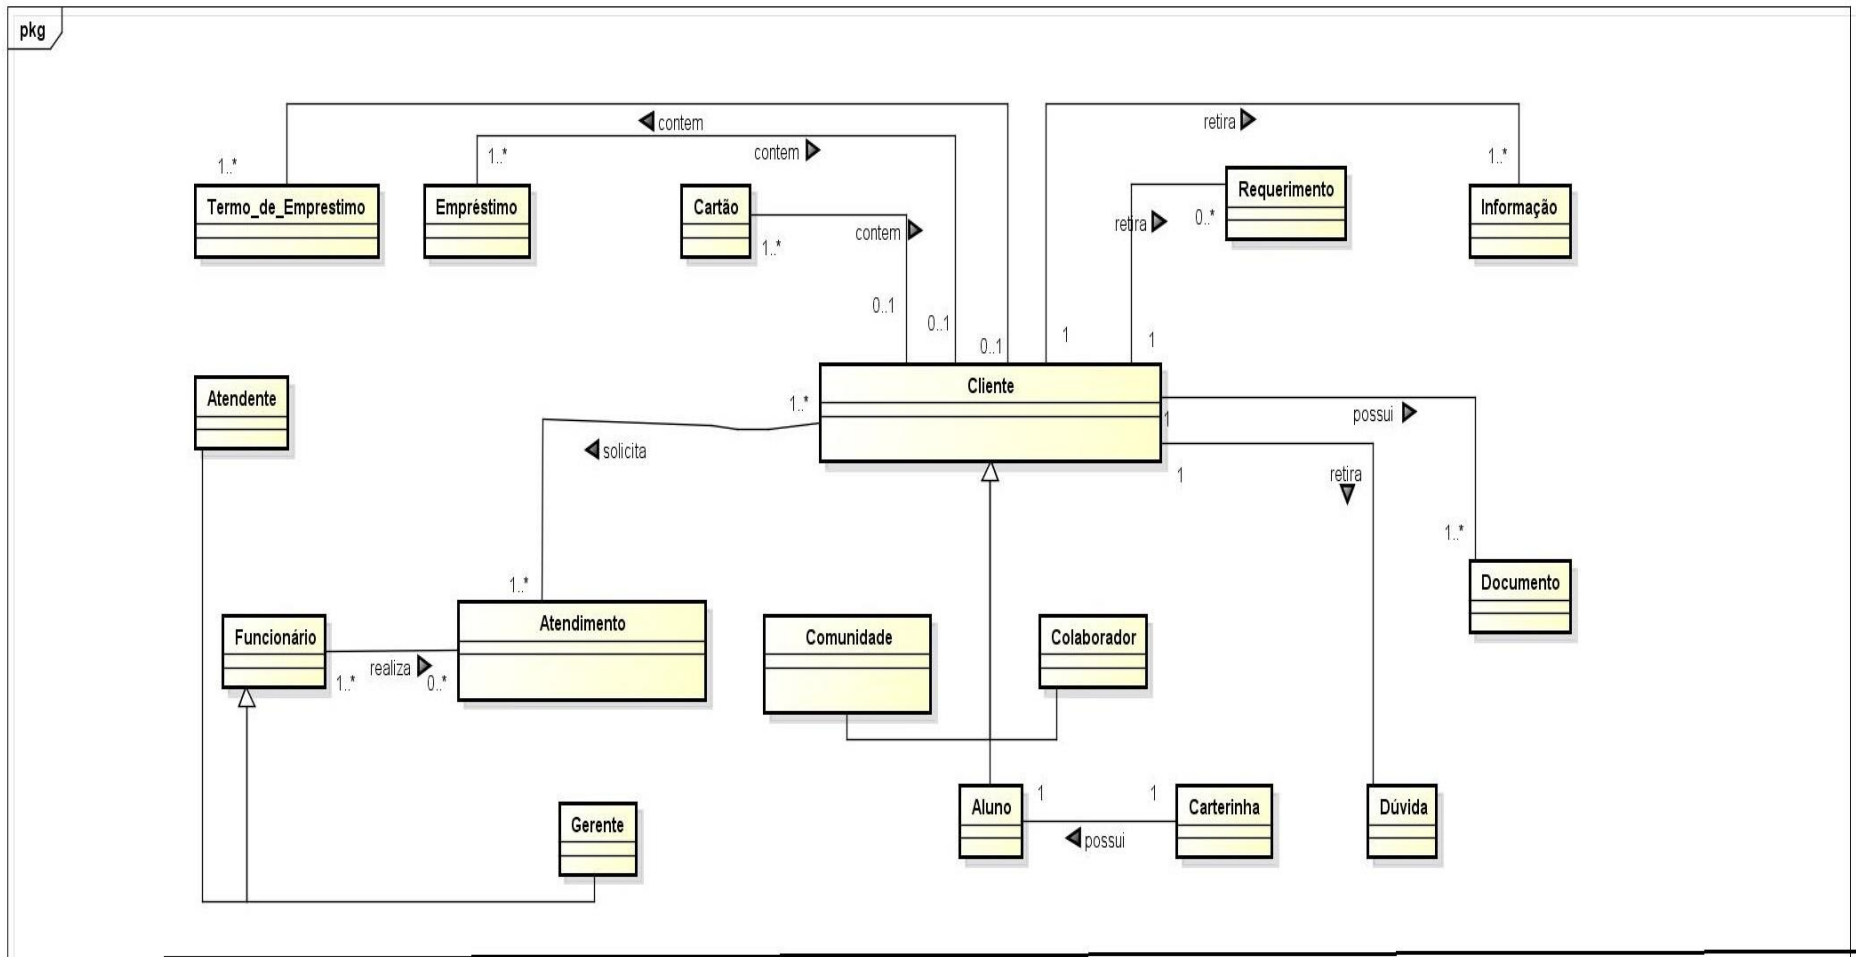 pkg
contem
retira
1..*
1..*
contem
1..*
Termo_de_Emprestimo
Empréstimo
Cartão
Requerimento
Informação
1..*
contem
retira
0..*
0..1
0..1
0..1
1
1
Atendente
Cliente
1..*
1
possui
solicita
1
retira
1..*
1..*
Documento
Funcionário
Atendimento
Comunidade
Colaborador
realiza
1..*
0..*
Gerente
Aluno
1
1
Carterinha
Dúvida
possui